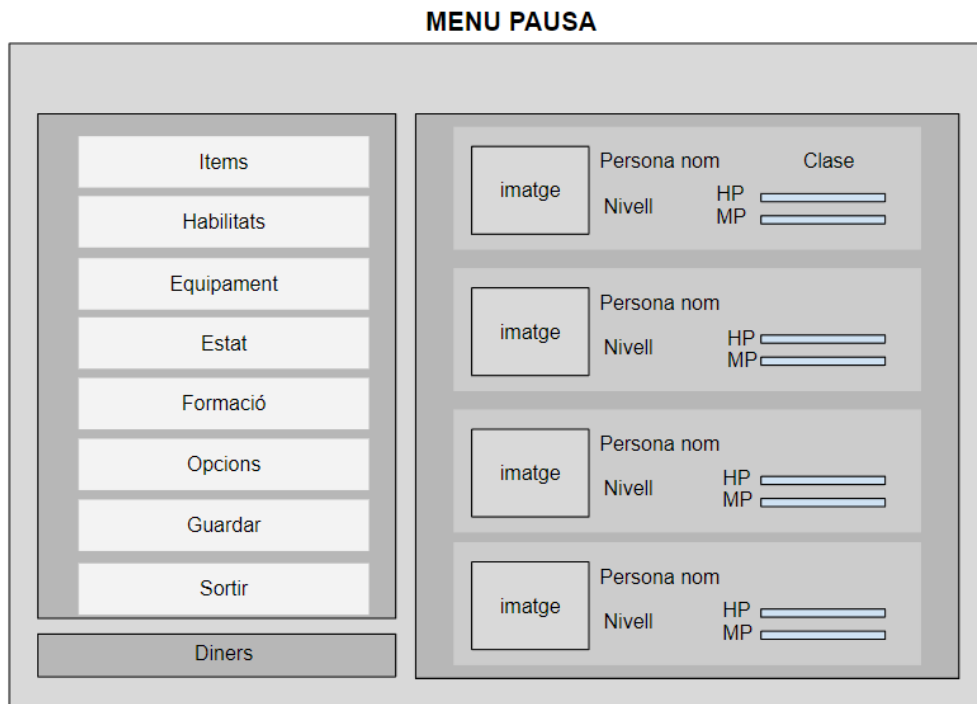 MENU PAUSA
Items
Habilitats
Equipament
Estat
Formació
Opcions
Guardar
Sortir
Diners
imatge
Persona nom
Clase
Nivell
HP
MP
imatge
Persona nom
Nivell
HP
MP
imatge
Persona nom
Nivell
HP
MP
imatge
Persona nom
Nivell
HP
MP